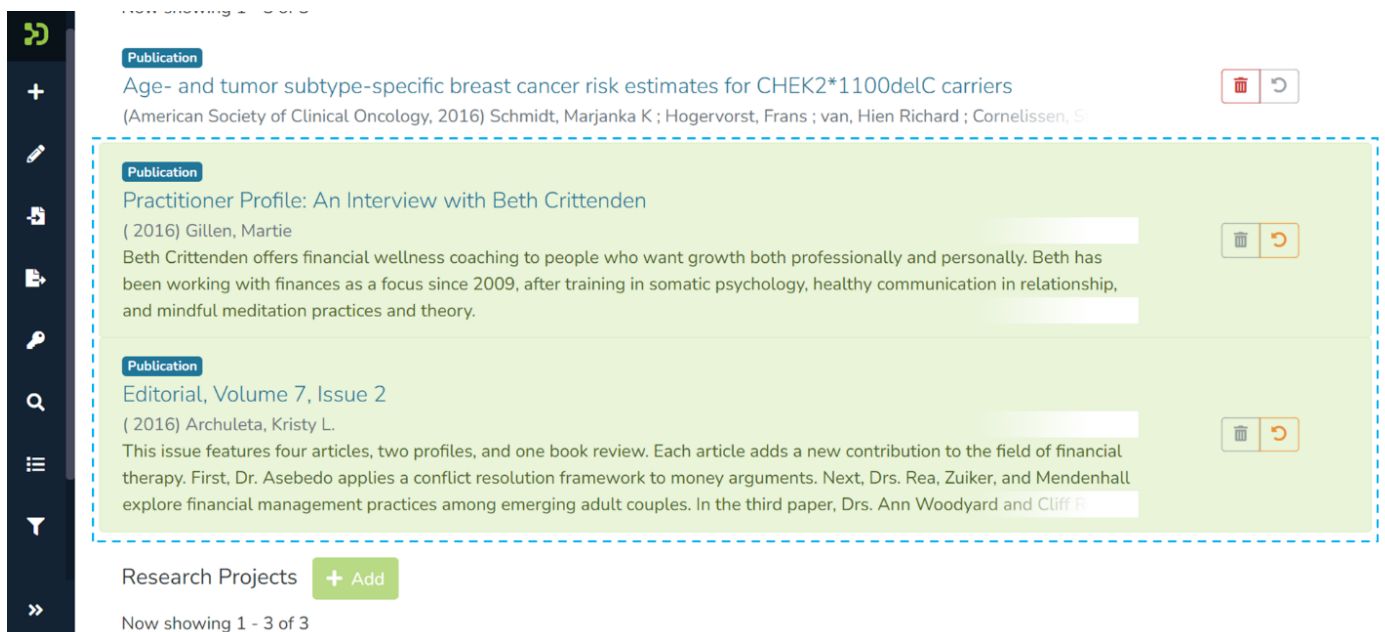 Now showing 1 - 3 of 3
Publication
Age- and tumor subtype-specific breast cancer risk estimates for CHEK2*1100delC carriers
(American Society of Clinical Oncology, 2016) Schmidt, Marjanka K ; Hogervorst, Frans ; van, Hien Richard ; Cornelissen, S
Publication
Practitioner Profile: An Interview with Beth Crittenden
( 2016) Gillen, Martie
Beth Crittenden offers financial wellness coaching to people who want growth both professionally and personally. Beth has
been working with finances as a focus since 2009, after training in somatic psychology, healthy communication in relationship,
and mindful meditation practices and theory.
Publication
Editorial, Volume 7, Issue 2
( 2016) Archuleta, Kristy L.
This issue features four articles, two profiles, and one book review. Each article adds a new contribution to the field of financial
therapy. First, Dr. Asebedo applies a conflict resolution framework to money arguments. Next, Drs. Rea, Zuiker, and Mendenhall
explore financial management practices among emerging adult couples. In the third paper, Drs. Ann Woodyard and Cliff R
Research Projects + Add
Now showing 1 - 3 of 3